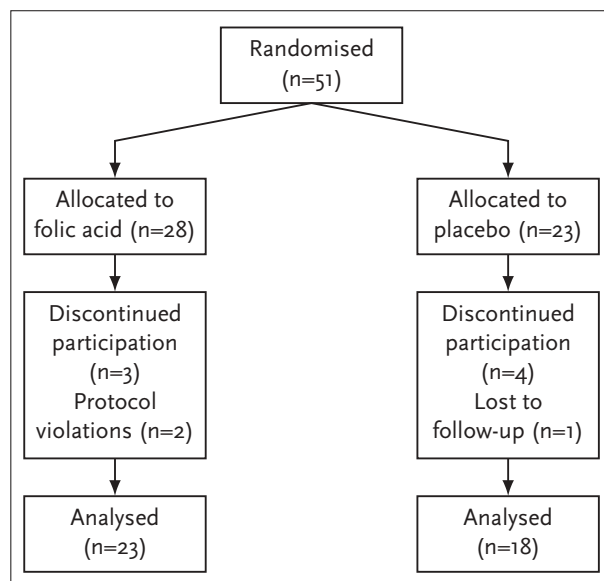 Randomised
(n=51)
Allocated to
folic acid (n=28)
Allocated to
placebo (n=23)
Discontinued
participation
(n=3)
Protocol
violations (n=2)
Discontinued
participation
(n=4)
Lost to
follow-up (n=1)
Analysed
(n=23)
Analysed
(n=18)